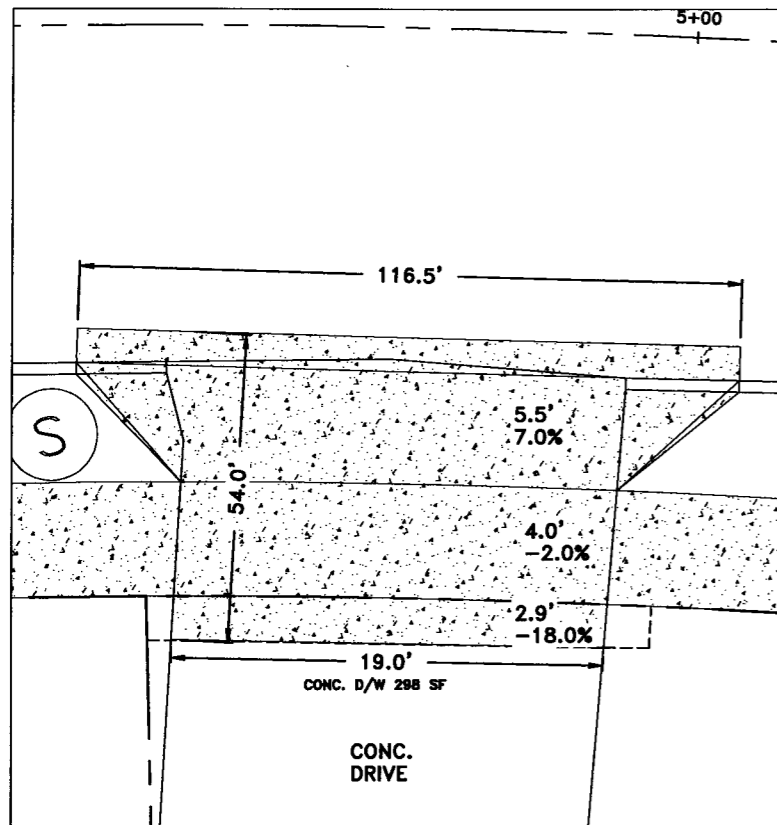 5+00
116.5'
5.5'
7.0%
S
54.0'
4.0'
-2.0%
2.9'
-18.0%
19.0'
CONC. D/W 298 SF
CONC.
DRIVE